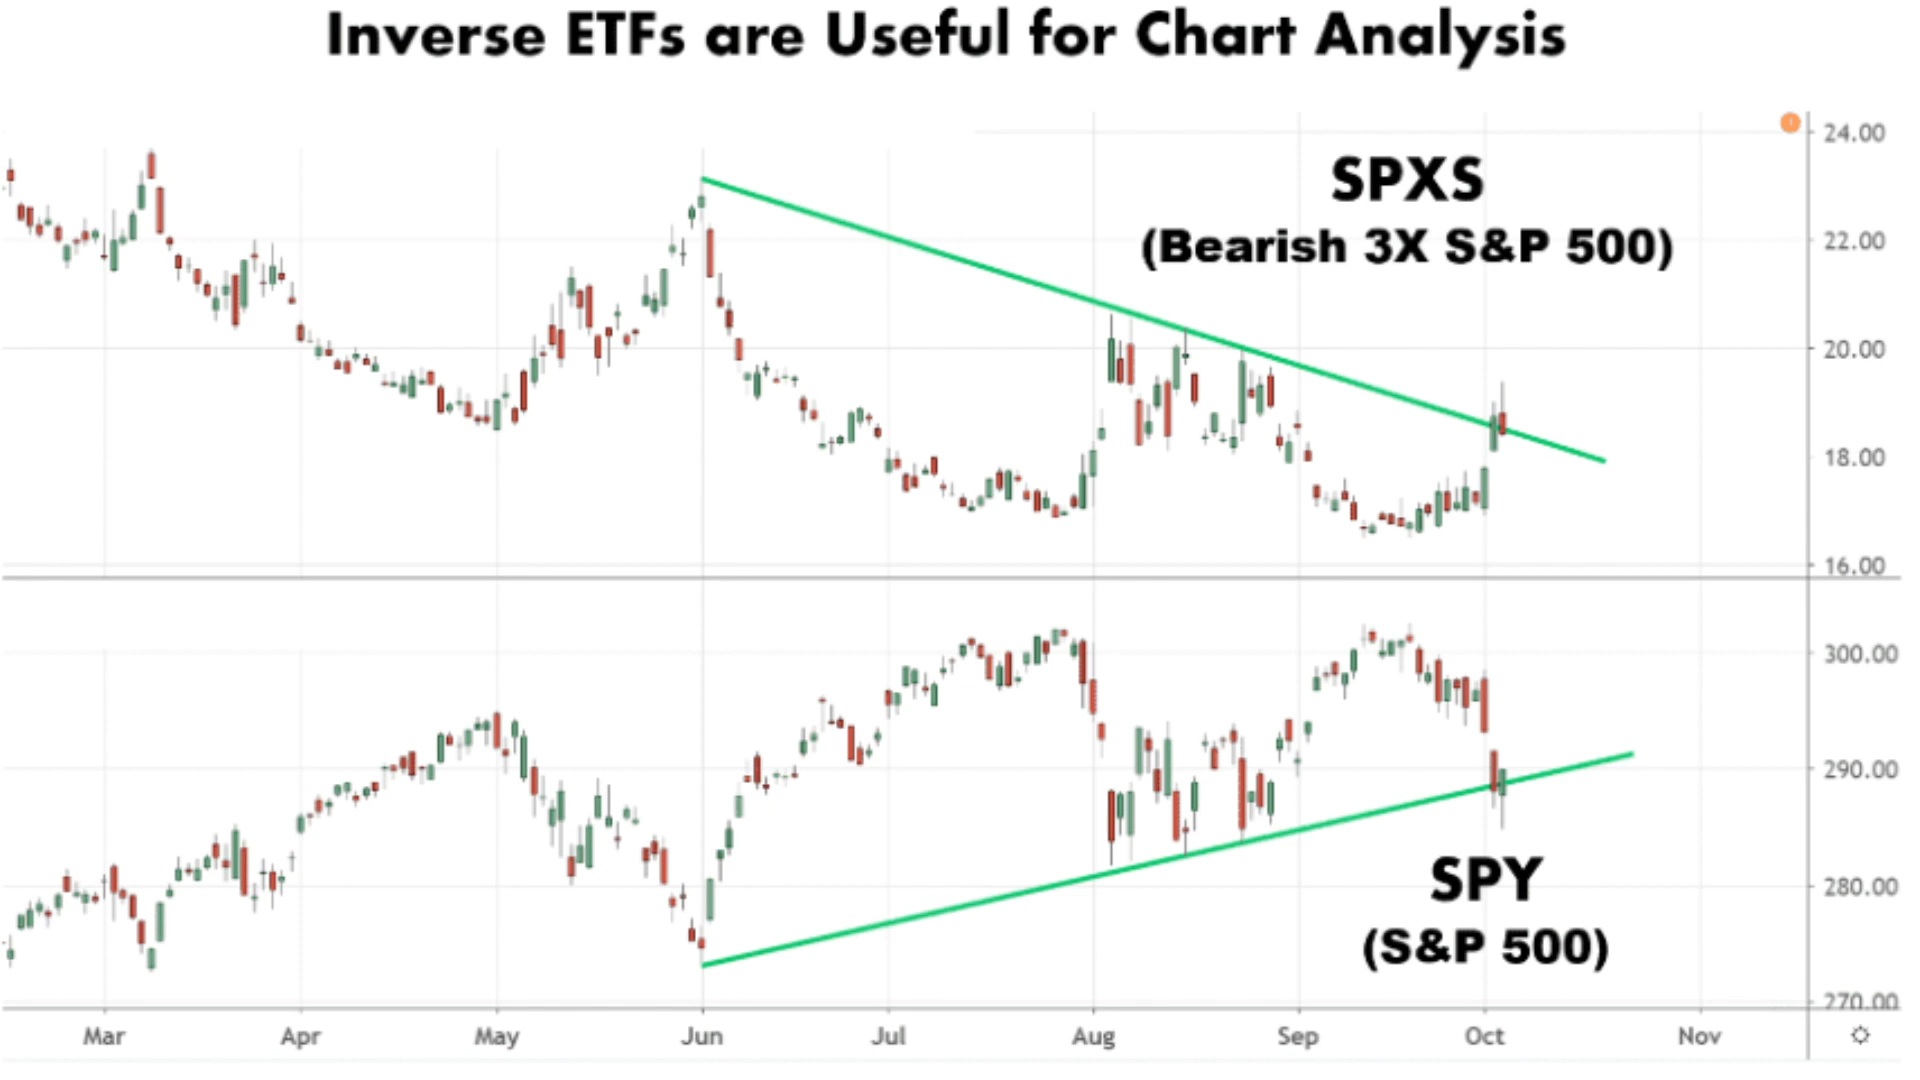 Inverse ETFs are Useful for Chart Analysis
24.00
SPXS
(Bearish 3X S&P 500)
22.00
20.00
18.00
16.00
300.00
290.00
SPY
280.00
(S&P 500)
270.00
Mar Apr May Jun Jul Aug Sep Oct Nov